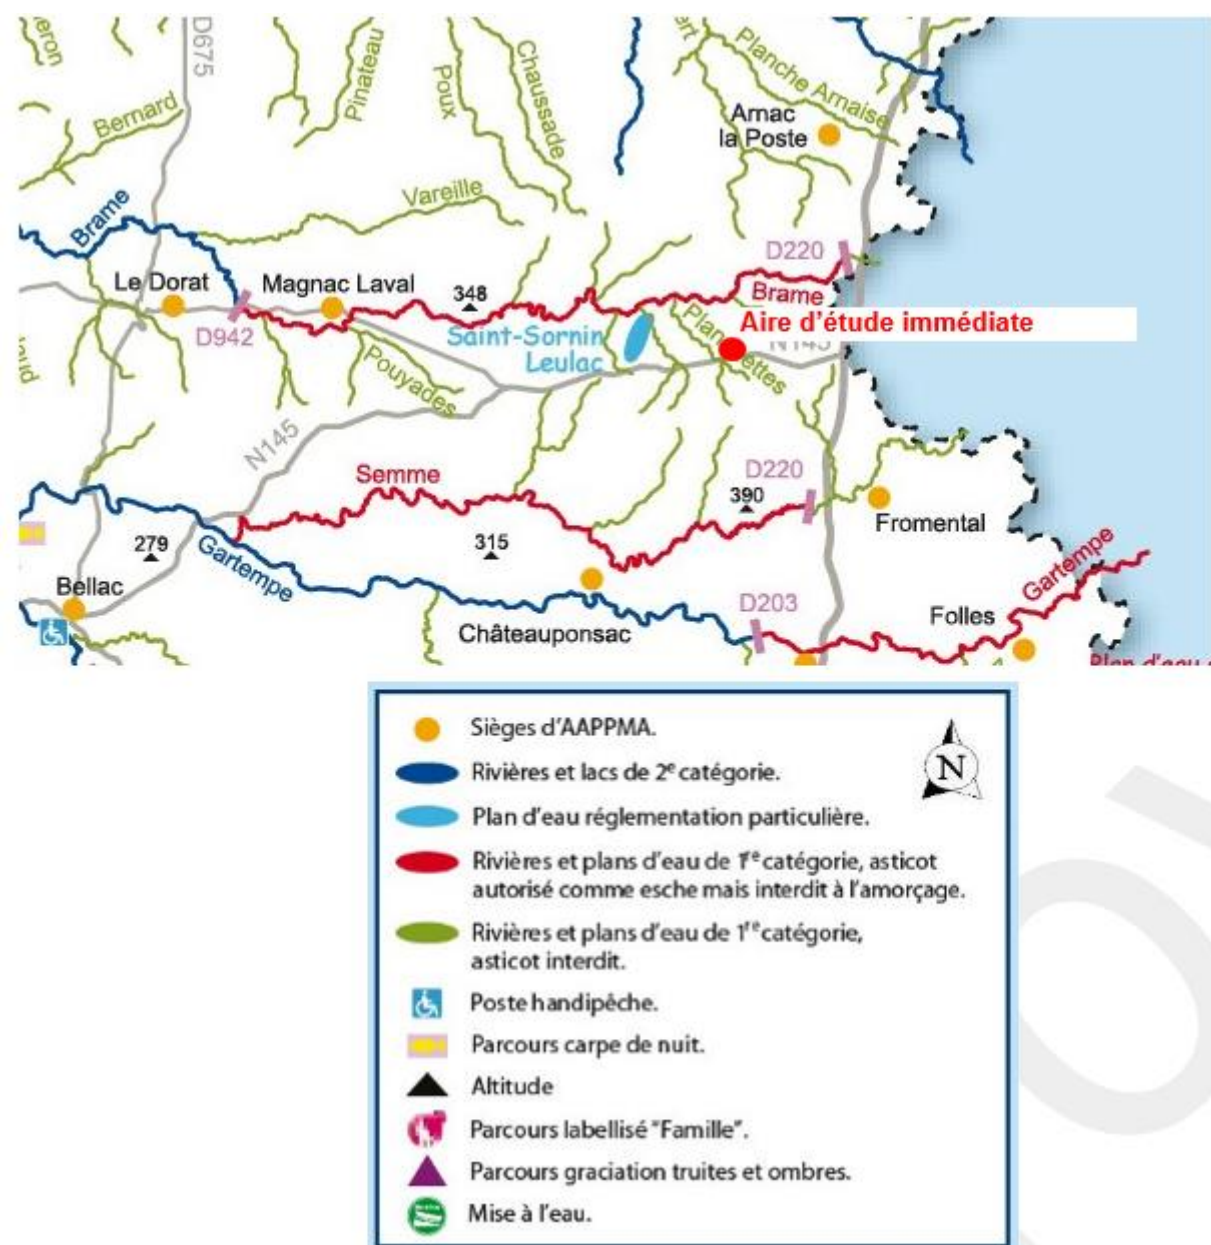 D675
Bernard
Pinateau
Poux
Chaussade
Planche Arnaise
Arnac
la Poste
Vareille
Brame
Le Dorat
Magnac Laval
348
D220
Brame
D942
Saint-Sornin
Leulac
Aire d'étude immédiate
N145
Pouyades
N145
Semme
D220
390
Fromental
279
315
Gartempe
Gartempe
Bellac
Châteauponsac
D203
Folles
Sièges d'AAPPMA.
Rivières et lacs de 2e catégorie.
Plan d'eau réglementation particulière.
Rivières et plans d'eau de 1re catégorie, asticot
autorisé comme esche mais interdit à l'amorçage.
Rivières et plans d'eau de 1re catégorie,
asticot interdit.
Poste handipêche.
Parcours carpe de nuit.
Altitude
Parcours labellisé "Famille".
Parcours graciation truites et ombres.
Mise à l'eau.
N